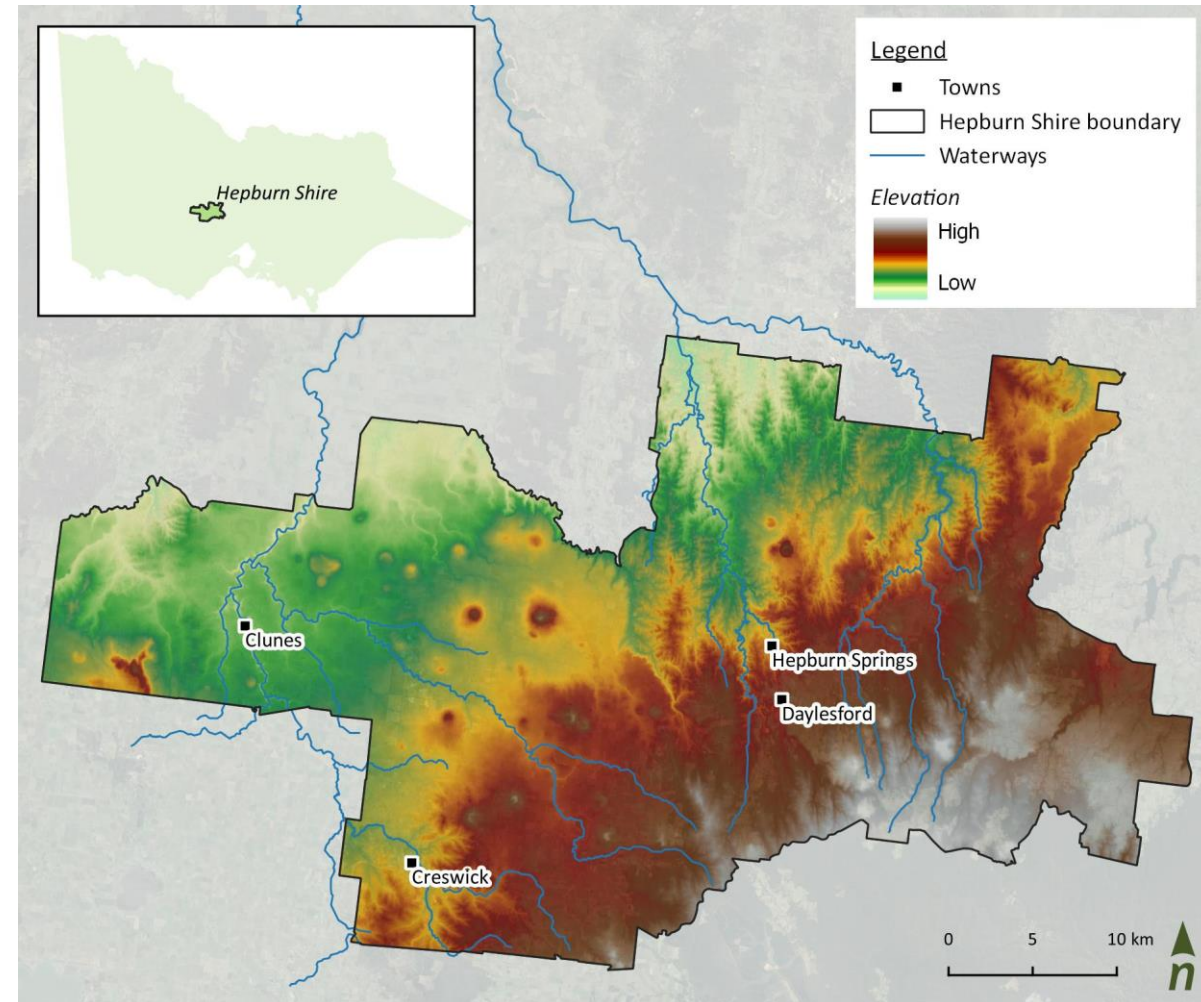 Hepburn Shire
Legend
Towns
Hepburn Shire boundary
Waterways
Elevation
High
Low
Clunes
Hepburn Springs
Daylesford
Creswick
0 5 10 km
n